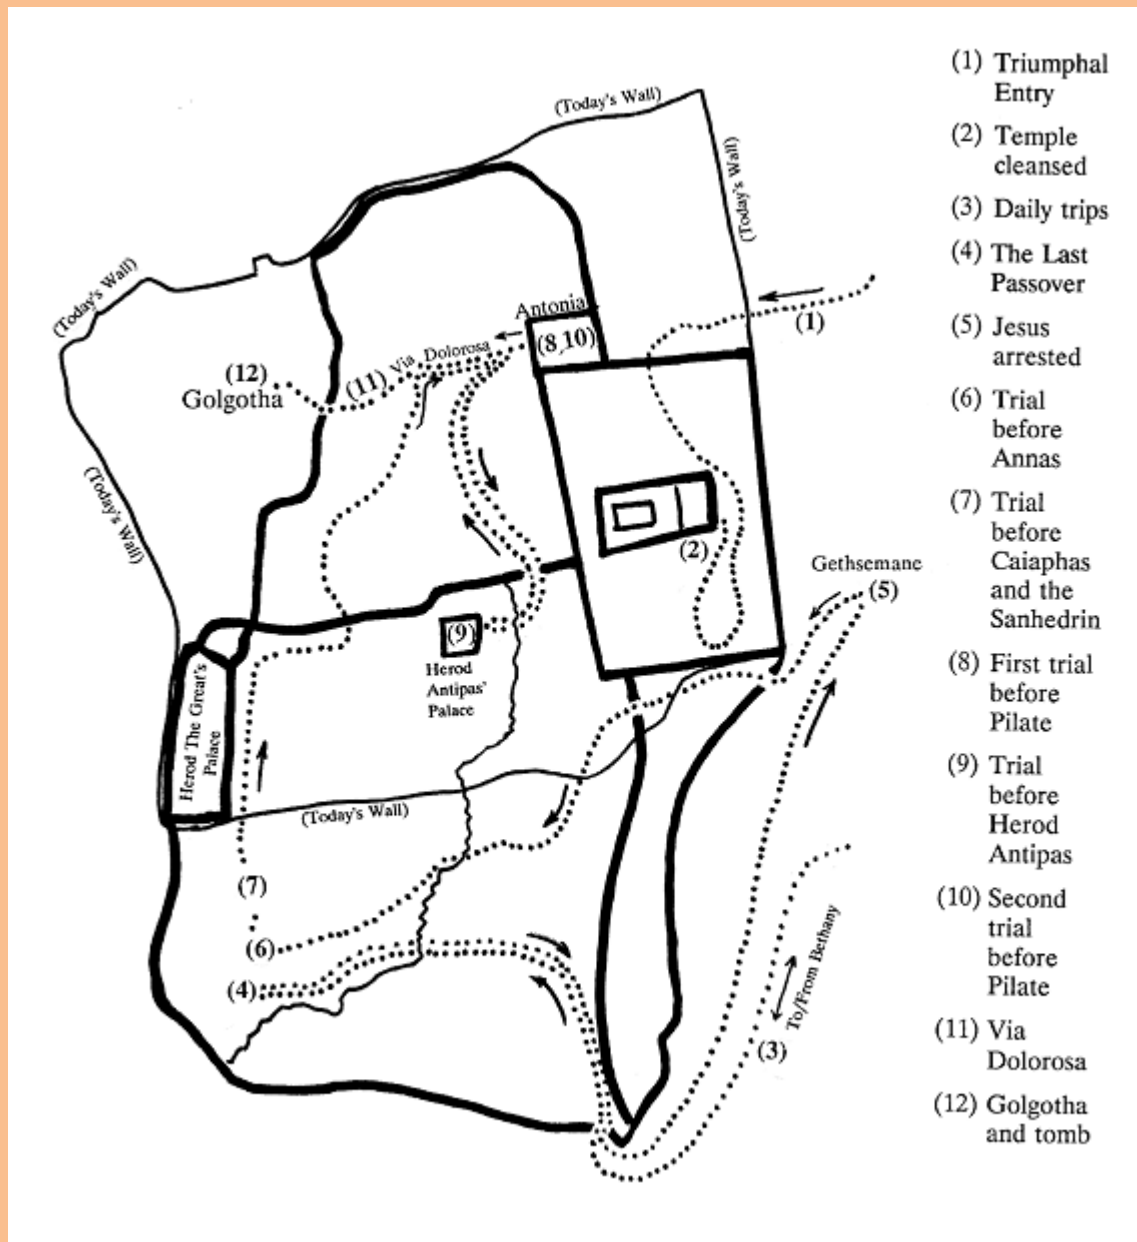 (Today's Wall)
(Today's Wall)
(Today's Wall)
(Today's Wall)
Antonia
(8,10)
(1)
Via Dolorosa
(11)
(12)
Golgotha
(2)
Gethsemane
(5)
(9)
Herod
Antipas'
Palace
Herod The Great's
Palace
(Today's Wall)
(7)
(6)
(4)
(3)
To/From Bethany
(1) Triumphal
Entry
(2) Temple
cleansed
(3) Daily trips
(4) The Last
Passover
(5) Jesus
arrested
(6) Trial
before
Annas
(7) Trial
before
Caiaphas
and the
Sanhedrin
(8) First trial
before
Pilate
(9) Trial
before
Herod
Antipas
(10) Second
trial
before
Pilate
(11) Via
Dolorosa
(12) Golgotha
and tomb